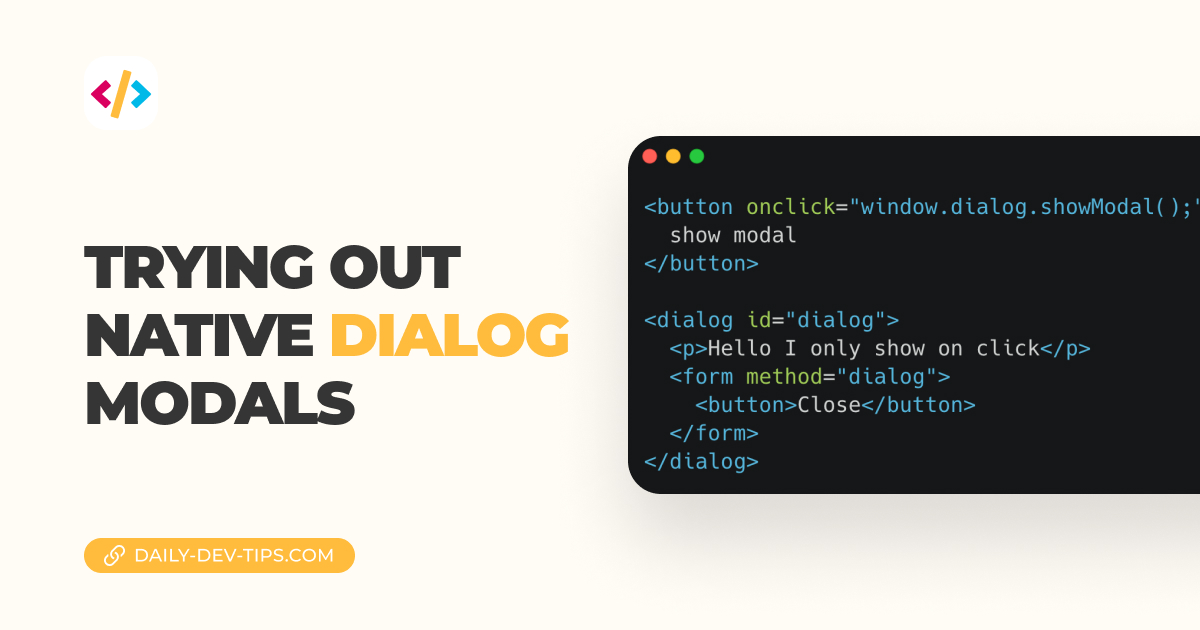 </>
TRYING OUT
NATIVE DIALOG
MODALS
DAILY-DEV-TIPS.COM
<button onclick="window.dialog.showModal();"
  show modal
</button>

<dialog id="dialog">
  <p>Hello I only show on click</p>
  <form method="dialog">
    <button>Close</button>
  </form>
</dialog>